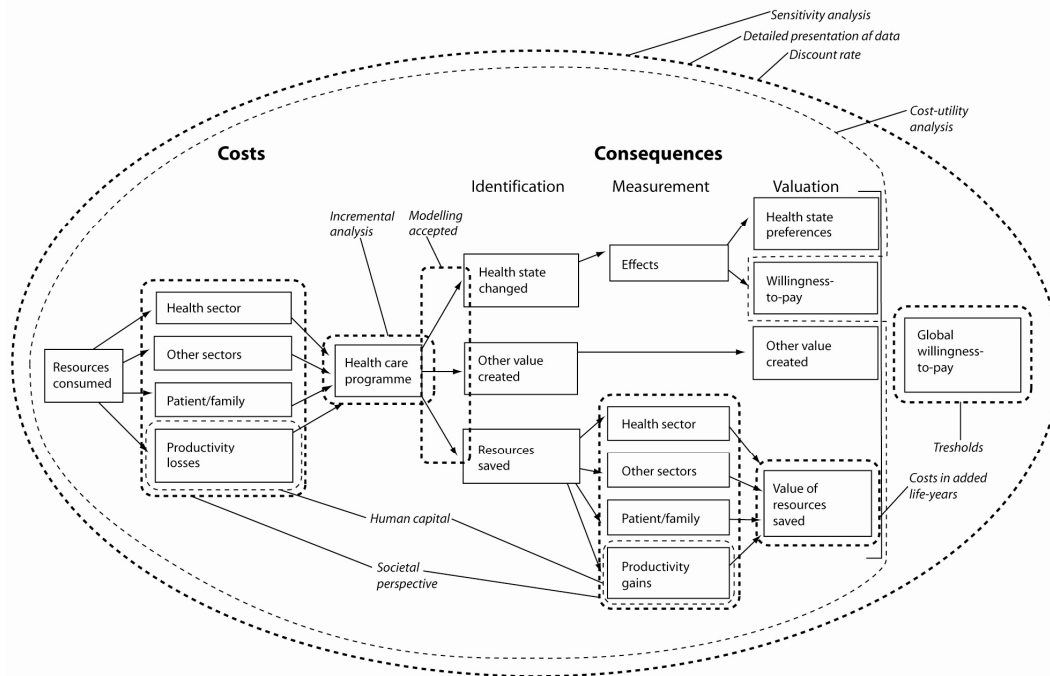 Sensitivity analysis
Detailed presentation af data
Discount rate
Cost-utility
analysis
Costs
Consequences
Identification
Measurement
Valuation
Incremental
analysis
Modelling
accepted
Health state
preferences
Health state
changed
Effects
Willingness-
to-pay
Health sector
Other sectors
Resources
consumed
Patient/family
Productivity
losses
Health care
programme
Other value
created
Other value
created
Global
willingness-
to-pay
Resources
saved
Health sector
Other sectors
Patient/family
Productivity
gains
Value of
resources
saved
Tresholds
Costs in added
life-years
Human capital
Societal
perspective